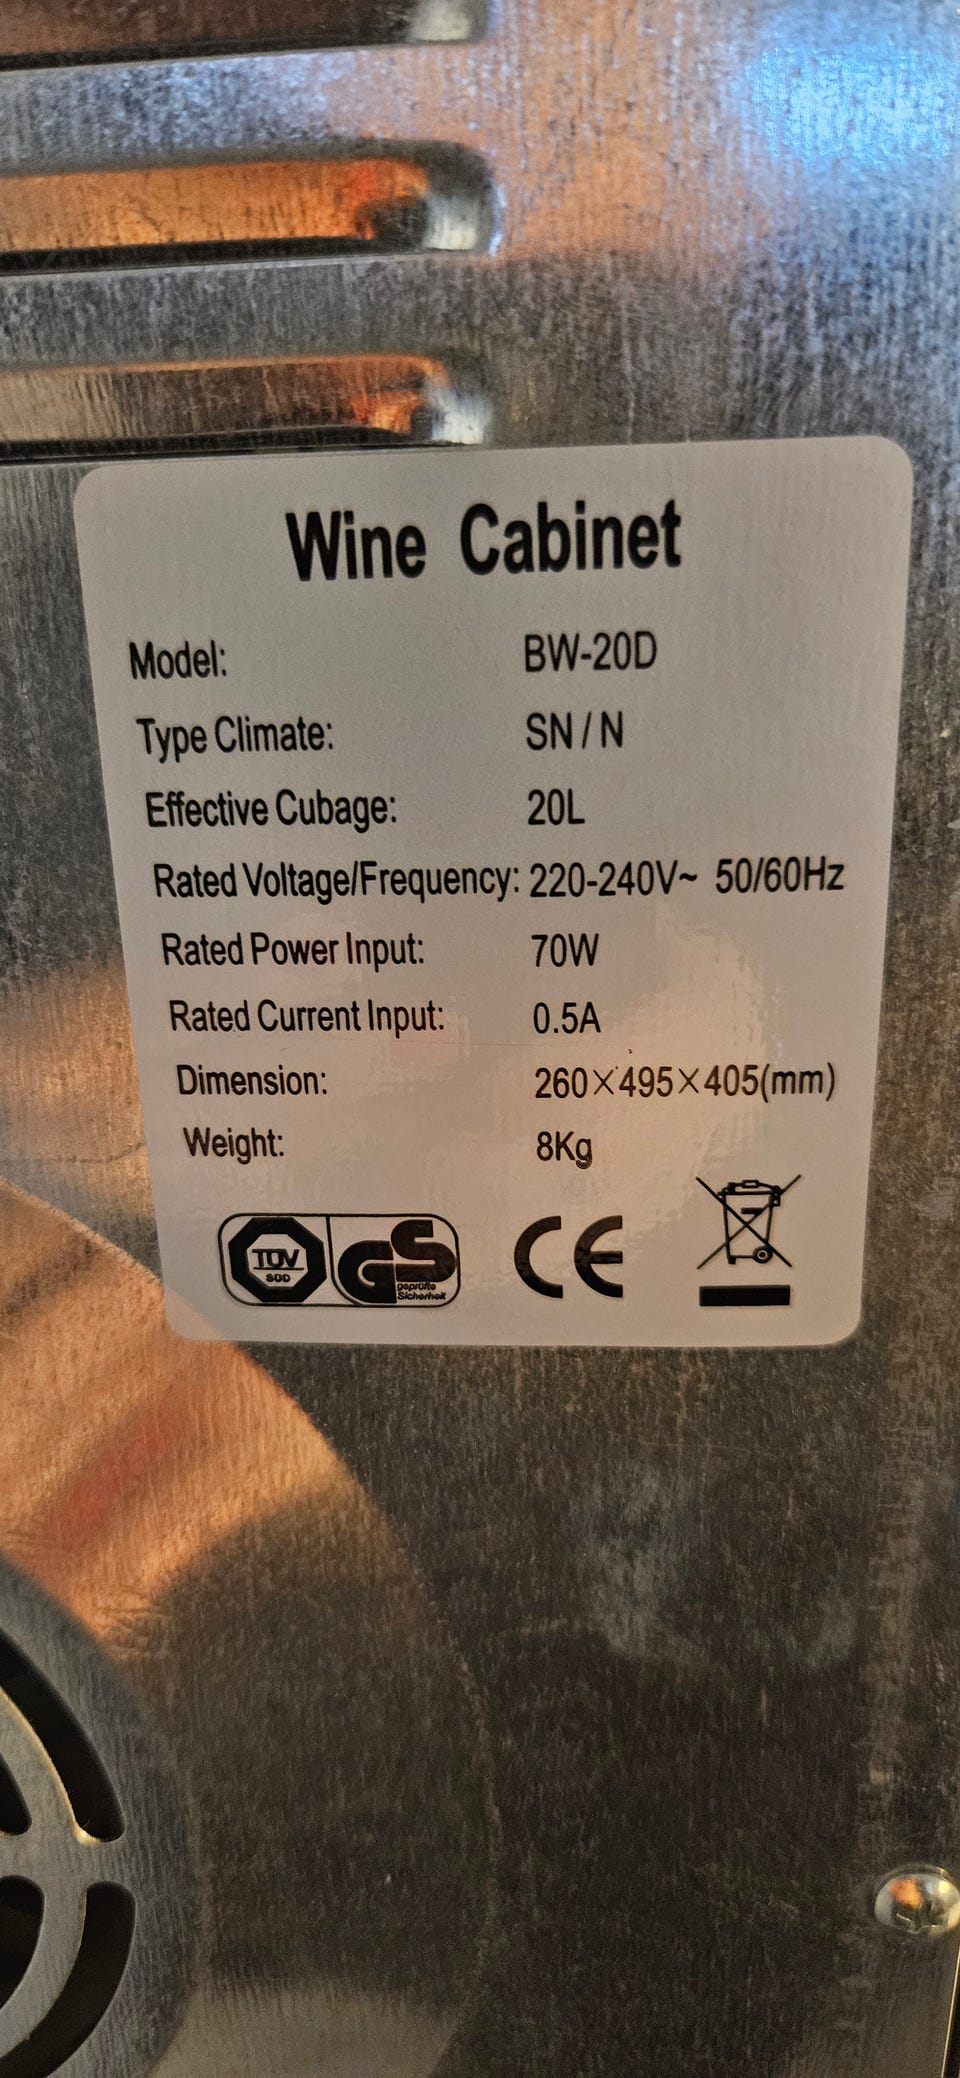 Wine Cabinet
Model: BW-20D
Type Climate: SN / N
Effective Cubage: 20L
Rated Voltage/Frequency: 220-240V~ 50/60Hz
Rated Power Input: 70W
Rated Current Input: 0.5A
Dimension: 260×495×405(mm)
Weight: 8Kg
TÜV SÜD GS geprüfte Sicherheit CE